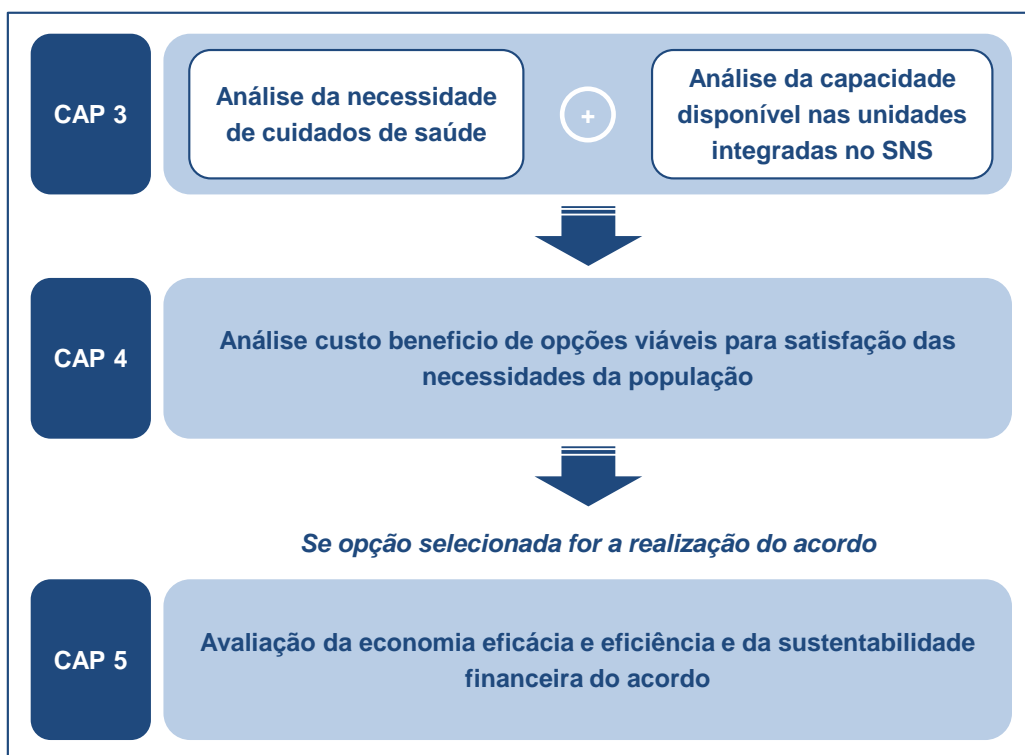 CAP 3
Análise da necessidade
de cuidados de saúde
+
Análise da capacidade
disponível nas unidades
integradas no SNS
CAP 4
Análise custo beneficio de opções viáveis para satisfação das
necessidades da população
Se opção selecionada for a realização do acordo
CAP 5
Avaliação da economia eficácia e eficiência e da sustentabilidade
financeira do acordo